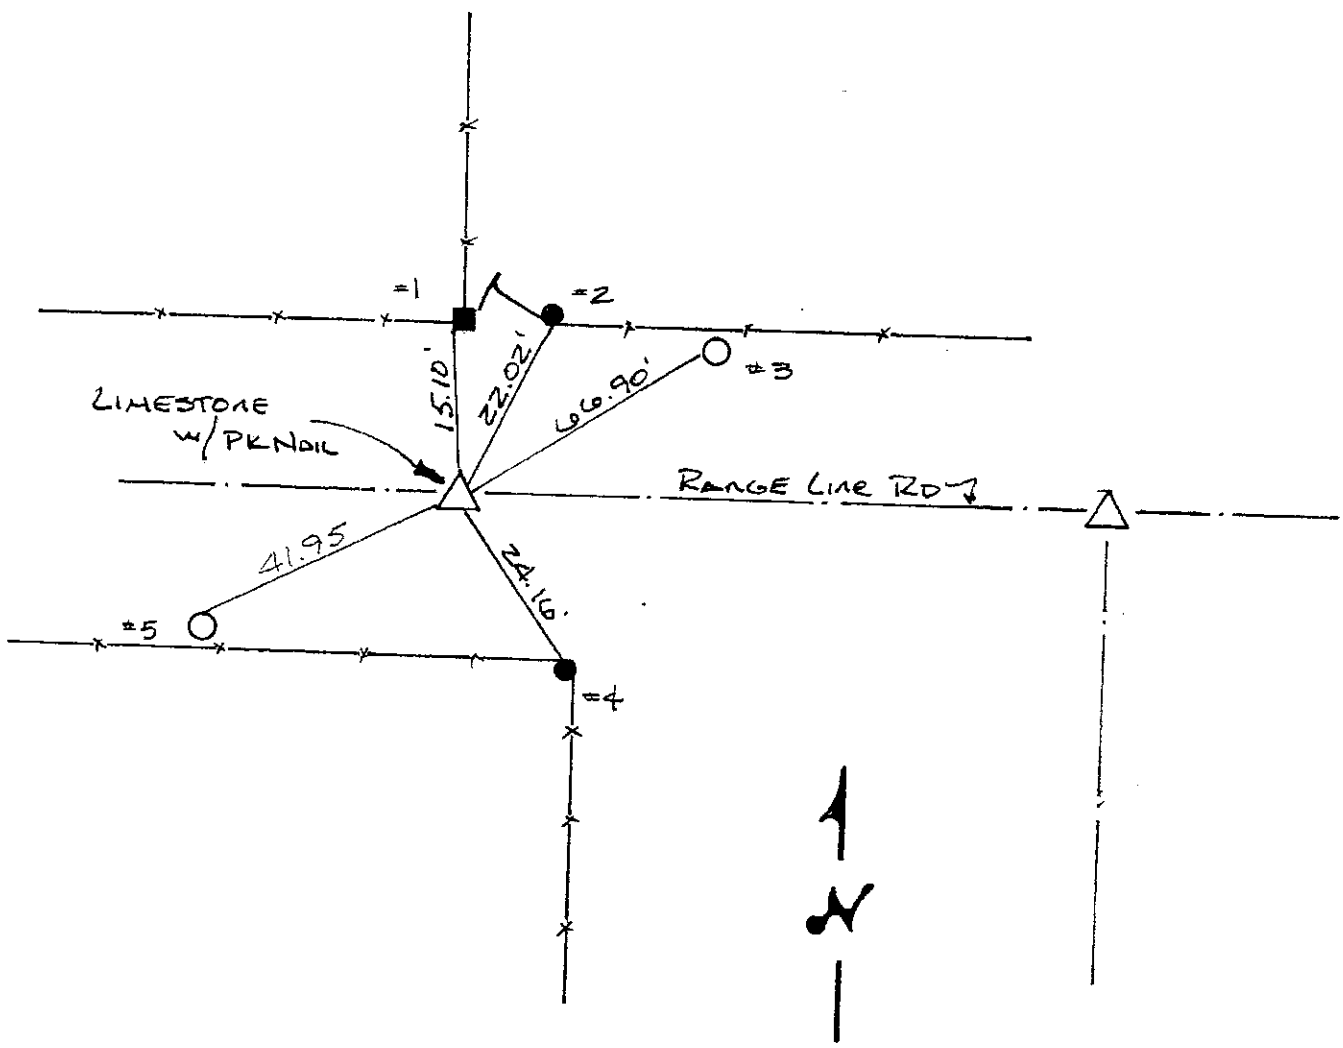 #1
#2
15.10'
22.02'
66.90'
#3
LIMESTONE
W/ PK NAIL
RANGE LINE RD
41.95
24.16'
#5
#4
N